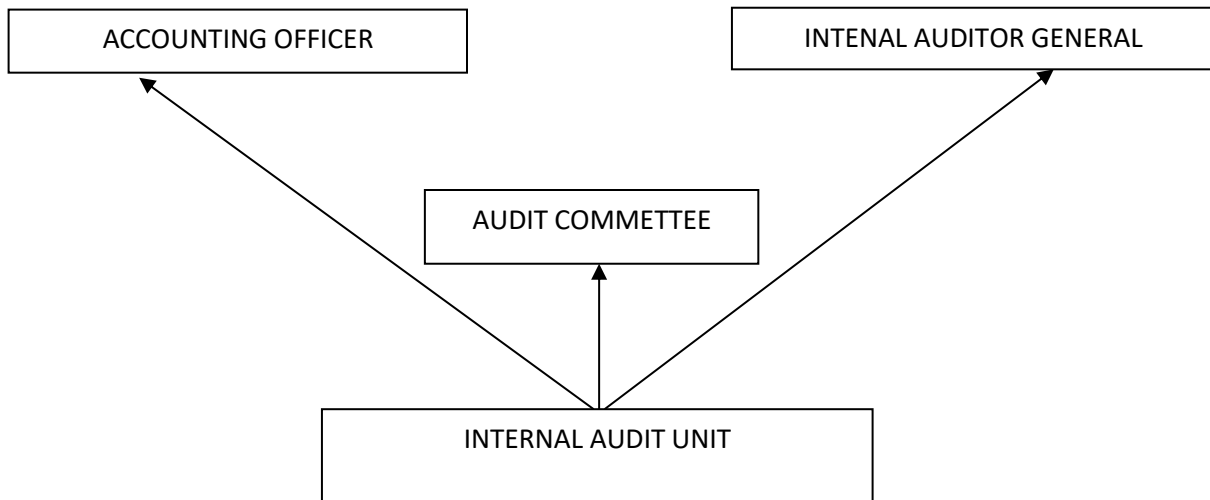 ACCOUNTING OFFICER
INTENAL AUDITOR GENERAL
AUDIT COMMETTEE
INTERNAL AUDIT UNIT